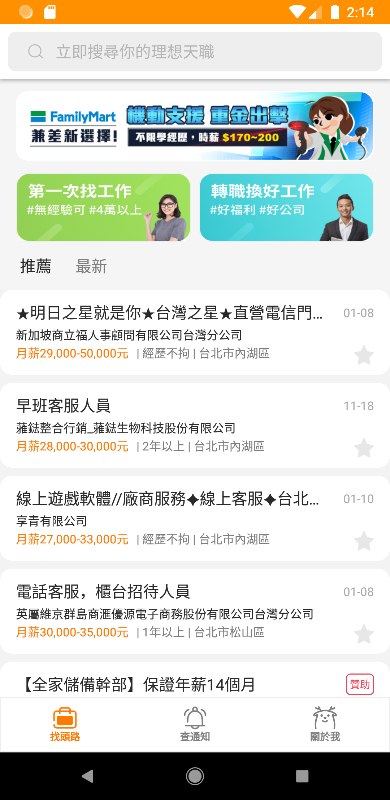 2:14
立即搜尋你的理想天職
FamilyMart
兼差新選擇!
機動支援 重金出擊
不限學經歷，時薪 $170~200
第一次找工作
#無經驗可 #4萬以上
轉職換好工作
#好福利 #好公司
推薦 最新
★明日之星就是你★台灣之星★直營電信門... 01-08
新加坡商立福人事顧問有限公司台灣分公司
月薪29,000-50,000元 | 經歷不拘 | 台北市內湖區
早班客服人員 11-18
蕥鍅整合行銷_蕥鍅生物科技股份有限公司
月薪28,000-30,000元 | 2年以上 | 台北市內湖區
線上遊戲軟體//廠商服務✦線上客服✦台北... 01-10
享青有限公司
月薪27,000-33,000元 | 經歷不拘 | 台北市內湖區
電話客服，櫃台招待人員 01-08
英屬維京群島商滙優源電子商務股份有限公司台灣分公司
月薪30,000-35,000元 | 1年以上 | 台北市松山區
【全家儲備幹部】保證年薪14個月 贊助
找頭路 查通知 關於我